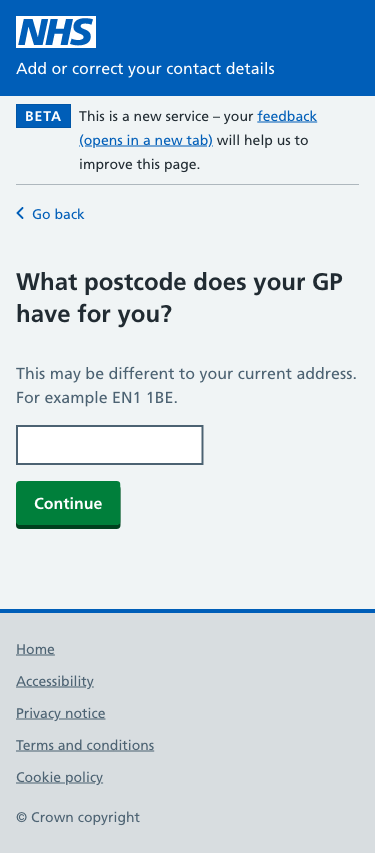 NHS
Add or correct your contact details
BETA
This is a new service – your feedback
(opens in a new tab) will help us to
improve this page.
Go back
What postcode does your GP
have for you?
This may be different to your current address.
For example EN1 1BE.
Continue
Home
Accessibility
Privacy notice
Terms and conditions
Cookie policy
© Crown copyright